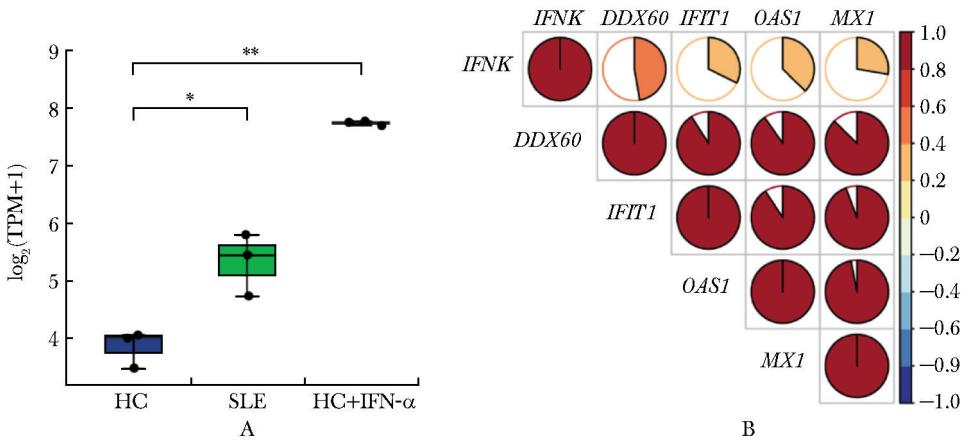 9
8
7
6
5
4
log₂(TPM+1)
**
*
HC SLE HC+IFN-α
A
IFNK DDX60 IFIT1 OAS1 MX1
IFNK
DDX60
IFIT1
OAS1
MX1
1.0
0.8
0.6
0.4
0.2
0
−0.2
−0.4
−0.6
−0.9
−1.0
B